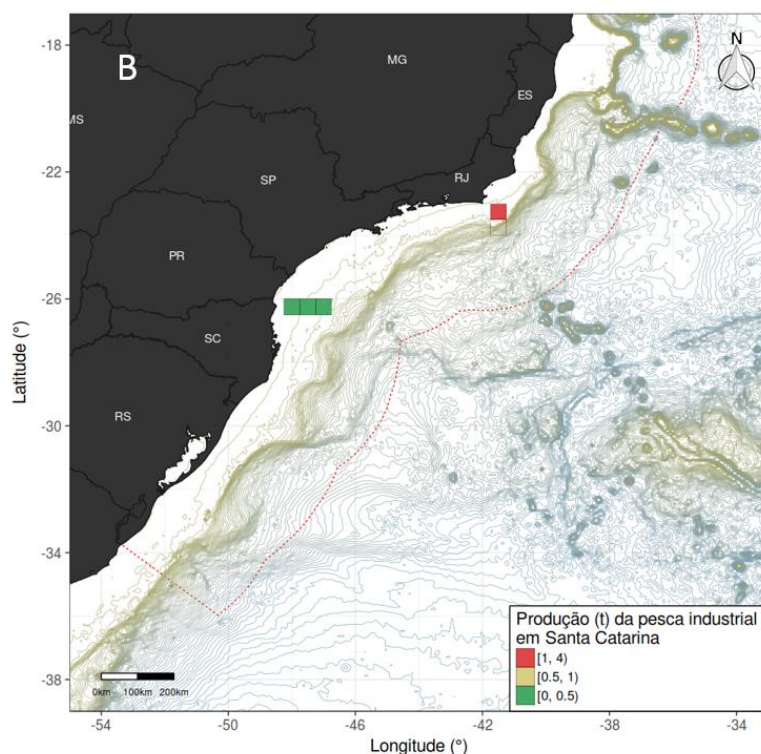 B
N
MG
ES
MS
SP
RJ
PR
SC
RS
-18
-22
-26
-30
-34
-38
Latitude (°)
0km 100km 200km
Produção (t) da pesca industrial
em Santa Catarina
[1, 4)
[0.5, 1)
[0, 0.5)
-54 -50 -46 -42 -38 -34
Longitude (°)